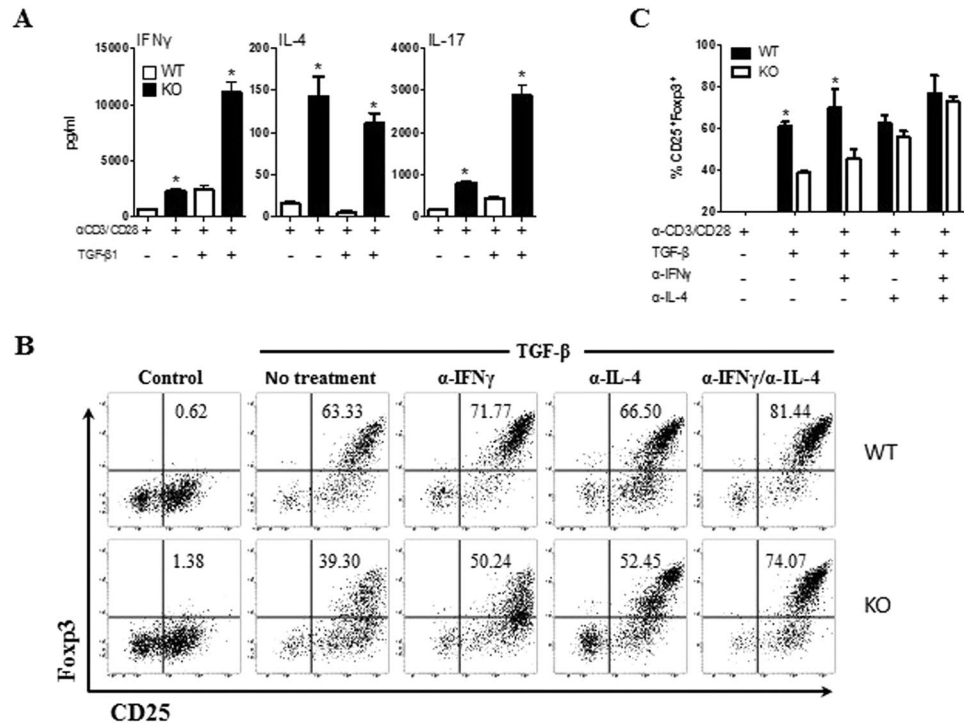 A
IFNγ
IL-4
IL-17
WT
KO
pg/ml
15000
10000
5000
0
200
150
100
50
0
4000
3000
2000
1000
0
* *
* *
* *
αCD3/CD28 + + + + + + + + + + + +
TGF-β1 - - + + - - + + - - + +
C
WT
KO
% CD25+Foxp3+
100
80
60
40
20
* *
α-CD3/CD28 + + + + +
TGF-β - + + + +
α-IFNγ - - + - +
α-IL-4 - - - + +
B
TGF-β
Control No treatment α-IFNγ α-IL-4 α-IFNγ/α-IL-4
0.62 63.33 71.77 66.50 81.44
WT
1.38 39.30 50.24 52.45 74.07
KO
Foxp3
CD25